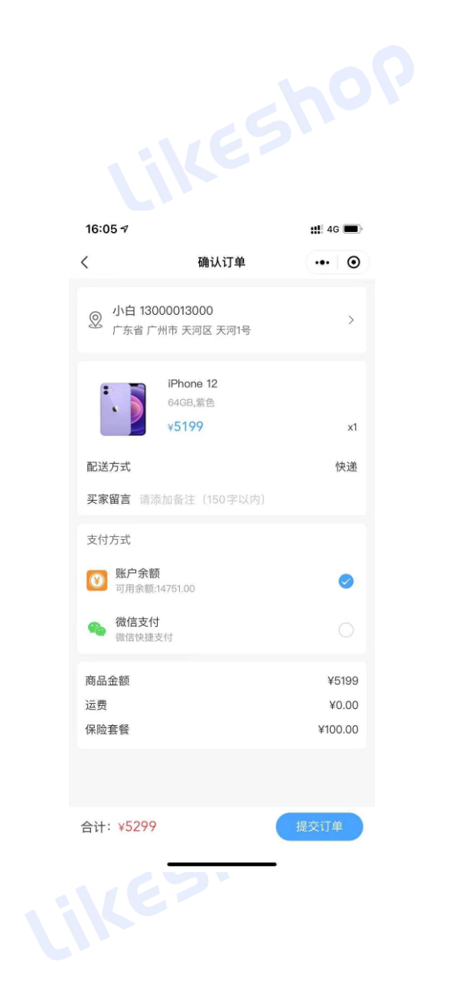 Likeshop
16:05
4G
确认订单
小白 13000013000
广东省 广州市 天河区 天河1号
iPhone 12
64GB,紫色
¥5199
x1
配送方式 快递
买家留言 请添加备注（150字以内）
支付方式
账户余额
可用余额:14751.00
微信支付
微信快捷支付
商品金额 ¥5199
运费 ¥0.00
保险套餐 ¥100.00
合计： ¥5299 提交订单